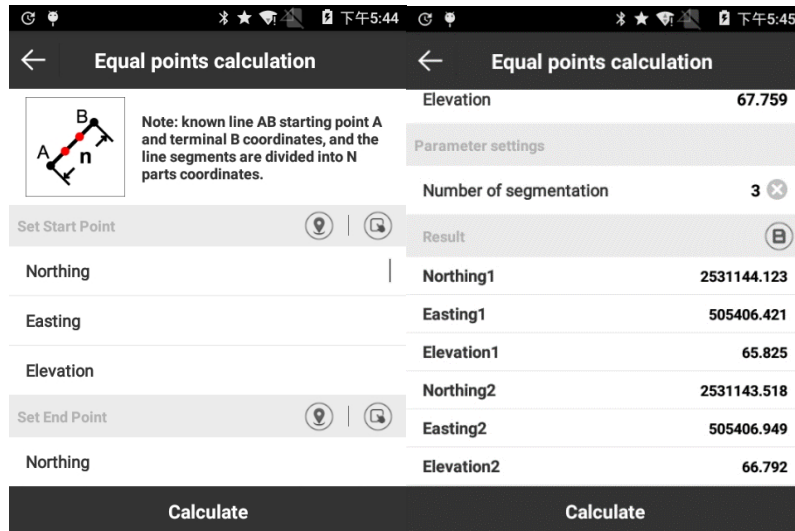 下午5:44
Equal points calculation
B
A
n
Note: known line AB starting point A
and terminal B coordinates, and the
line segments are divided into N
parts coordinates.
Set Start Point
Northing
Easting
Elevation
Set End Point
Northing
Calculate
下午5:45
Equal points calculation
Elevation 67.759
Parameter settings
Number of segmentation 3
Result
Northing1 2531144.123
Easting1 505406.421
Elevation1 65.825
Northing2 2531143.518
Easting2 505406.949
Elevation2 66.792
Calculate